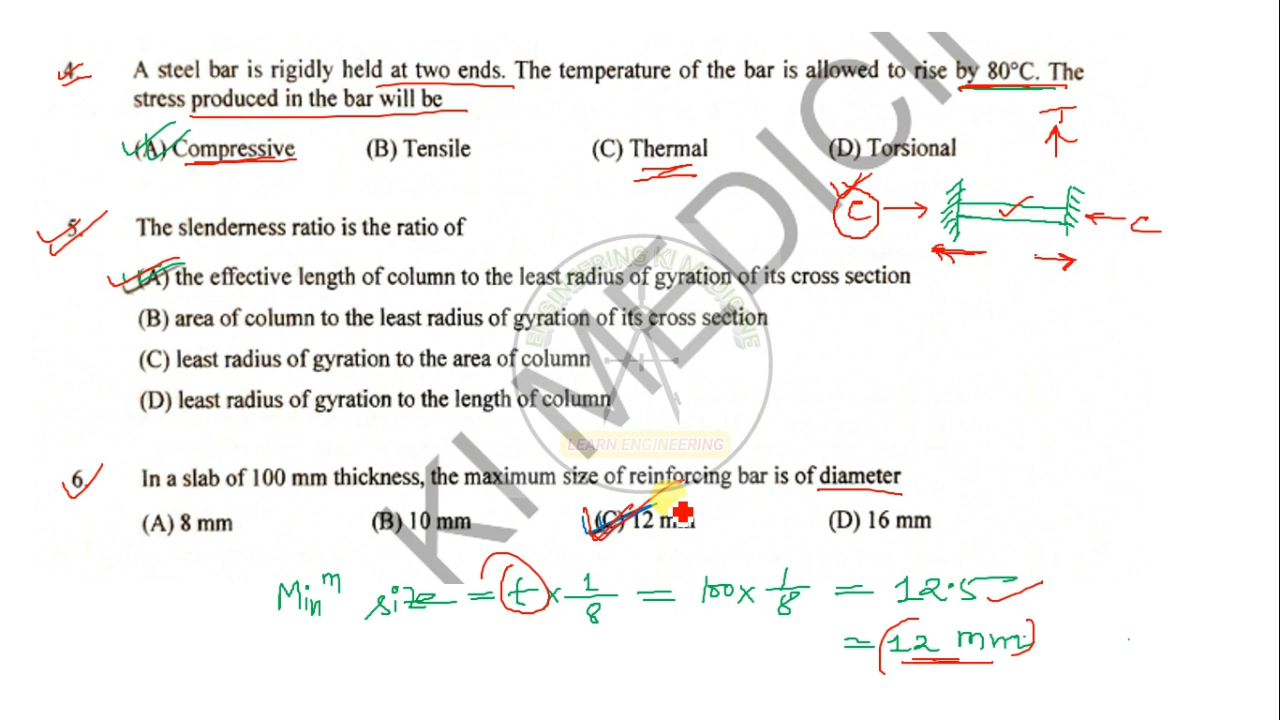 4. A steel bar is rigidly held at two ends. The temperature of the bar is allowed to rise by 80°C. The
stress produced in the bar will be
(A) Compressive (B) Tensile (C) Thermal (D) Torsional
T
↑
C → ← C
5. The slenderness ratio is the ratio of
(A) the effective length of column to the least radius of gyration of its cross section
(B) area of column to the least radius of gyration of its cross section
(C) least radius of gyration to the area of column
(D) least radius of gyration to the length of column
ENGINEERING KI MEDICINE
LEARN ENGINEERING
KI MEDICI
6. In a slab of 100 mm thickness, the maximum size of reinforcing bar is of diameter
(A) 8 mm (B) 10 mm (C) 12 (D) 16 mm
Minᵐ size = t × 1/8 = 100 × 1/8 = 12.5
= 12 mm